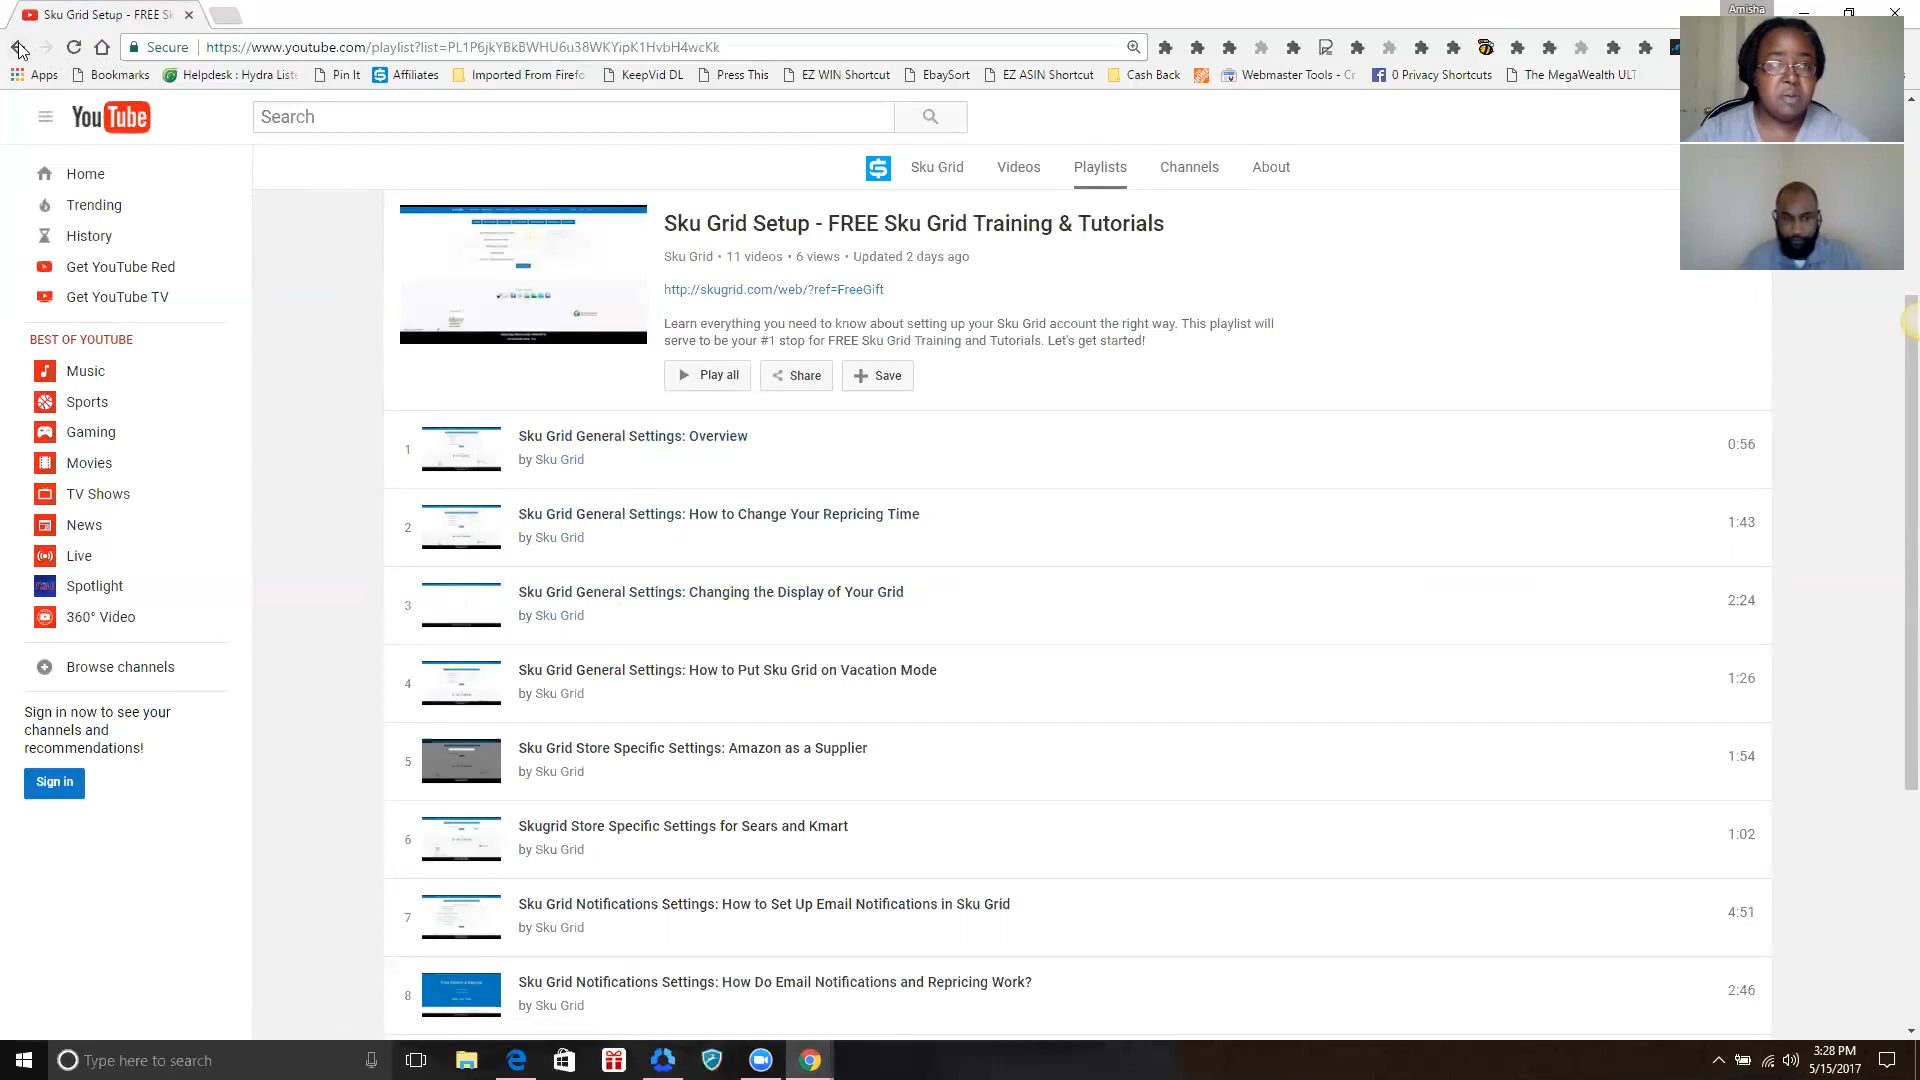 Sku Grid Setup - FREE Sk
Amisha
Secure
https://www.youtube.com/playlist?list=PL1P6jkYBkBWHU6u38WKYipK1HvbH4wcKk
Apps
Bookmarks
Helpdesk : Hydra Liste
Pin It
Affiliates
Imported From Firefo
KeepVid DL
Press This
EZ WIN Shortcut
EbaySort
EZ ASIN Shortcut
Cash Back
Webmaster Tools - Cr
0 Privacy Shortcuts
The MegaWealth ULT
YouTube
Search
Sku Grid
Videos
Playlists
Channels
About
Home
Trending
History
Get YouTube Red
Get YouTube TV
BEST OF YOUTUBE
Music
Sports
Gaming
Movies
TV Shows
News
Live
Spotlight
360° Video
Browse channels
Sign in now to see your
channels and
recommendations!
Sign in
Sku Grid Setup - FREE Sku Grid Training & Tutorials
Sku Grid • 11 videos • 6 views • Updated 2 days ago
http://skugrid.com/web/?ref=FreeGift
Learn everything you need to know about setting up your Sku Grid account the right way. This playlist will
serve to be your #1 stop for FREE Sku Grid Training and Tutorials. Let's get started!
Play all
Share
Save
1
Sku Grid General Settings: Overview
by Sku Grid
0:56
2
Sku Grid General Settings: How to Change Your Repricing Time
by Sku Grid
1:43
3
Sku Grid General Settings: Changing the Display of Your Grid
by Sku Grid
2:24
4
Sku Grid General Settings: How to Put Sku Grid on Vacation Mode
by Sku Grid
1:26
5
Sku Grid Store Specific Settings: Amazon as a Supplier
by Sku Grid
1:54
6
Skugrid Store Specific Settings for Sears and Kmart
by Sku Grid
1:02
7
Sku Grid Notifications Settings: How to Set Up Email Notifications in Sku Grid
by Sku Grid
4:51
8
Sku Grid Notifications Settings: How Do Email Notifications and Repricing Work?
by Sku Grid
2:46
Type here to search
3:28 PM
5/15/2017